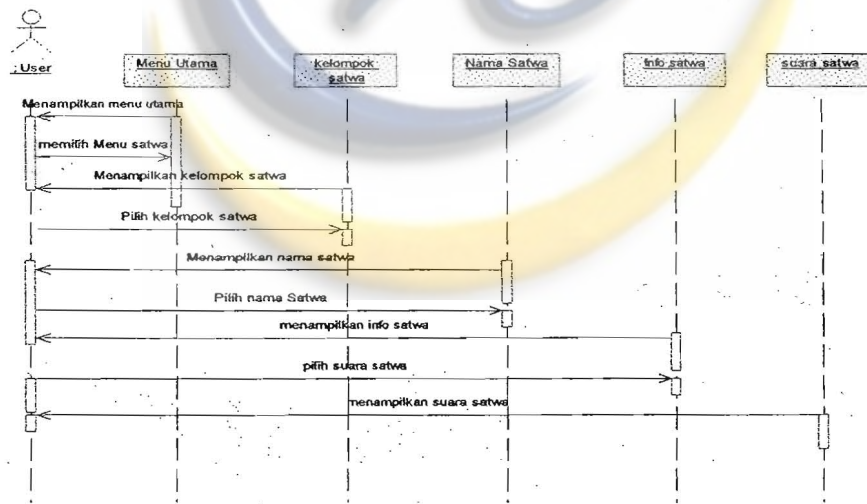 : User
Menu Utama
kelompok
satwa
Nama Satwa
Info satwa
suara satwa
Menampilkan menu utama
memilih Menu satwa
Menampilkan kelompok satwa
Pilih kelompok satwa
Menampilkan nama satwa
Pilih nama Satwa
menampilkan info satwa
pilih suara satwa
menampilkan suara satwa